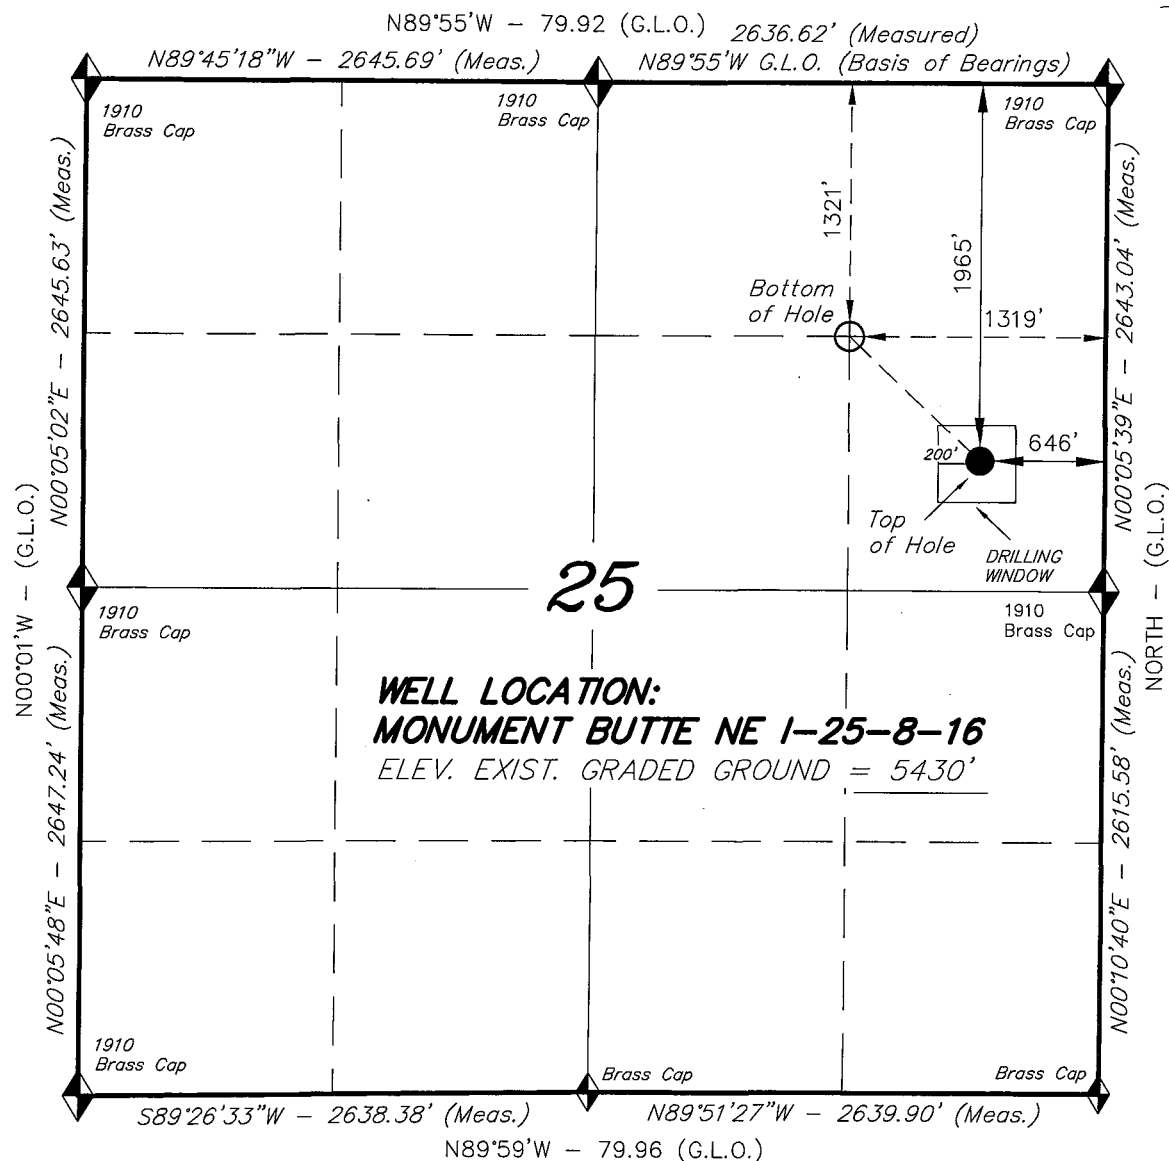 N89°55'W - 79.92 (G.L.O.)
2636.62' (Measured)
N89°45'18"W - 2645.69' (Meas.)
N89°55'W G.L.O. (Basis of Bearings)
1910
Brass Cap
1910
Brass Cap
1910
Brass Cap
N00°05'02"E - 2645.63' (Meas.)
N00°05'39"E - 2643.04' (Meas.)
1321'
1965'
Bottom
of Hole
1319'
646'
200'
Top
of Hole
DRILLING
WINDOW
N00°01'W - (G.L.O.)
NORTH - (G.L.O.)
25
1910
Brass Cap
1910
Brass Cap
WELL LOCATION:
MONUMENT BUTTE NE I-25-8-16
ELEV. EXIST. GRADED GROUND = 5430'
N00°05'48"E - 2647.24' (Meas.)
N00°10'40"E - 2615.58' (Meas.)
1910
Brass Cap
Brass Cap
Brass Cap
S89°26'33"W - 2638.38' (Meas.)
N89°51'27"W - 2639.90' (Meas.)
N89°59'W - 79.96 (G.L.O.)